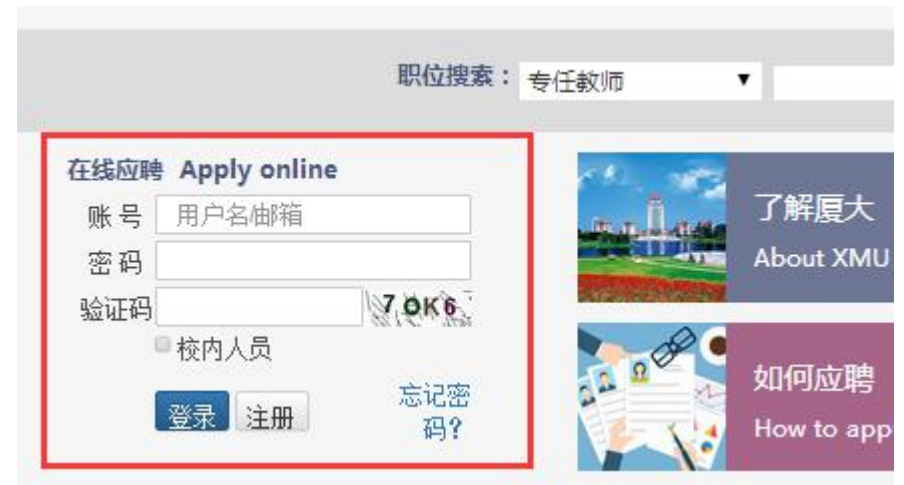 职位搜索：
专任教师
在线应聘 Apply online
账 号 用户名/邮箱
密 码
验证码 7 OK6
校内人员
登录 注册 忘记密
码?
了解厦大
About XMU
如何应聘
How to app